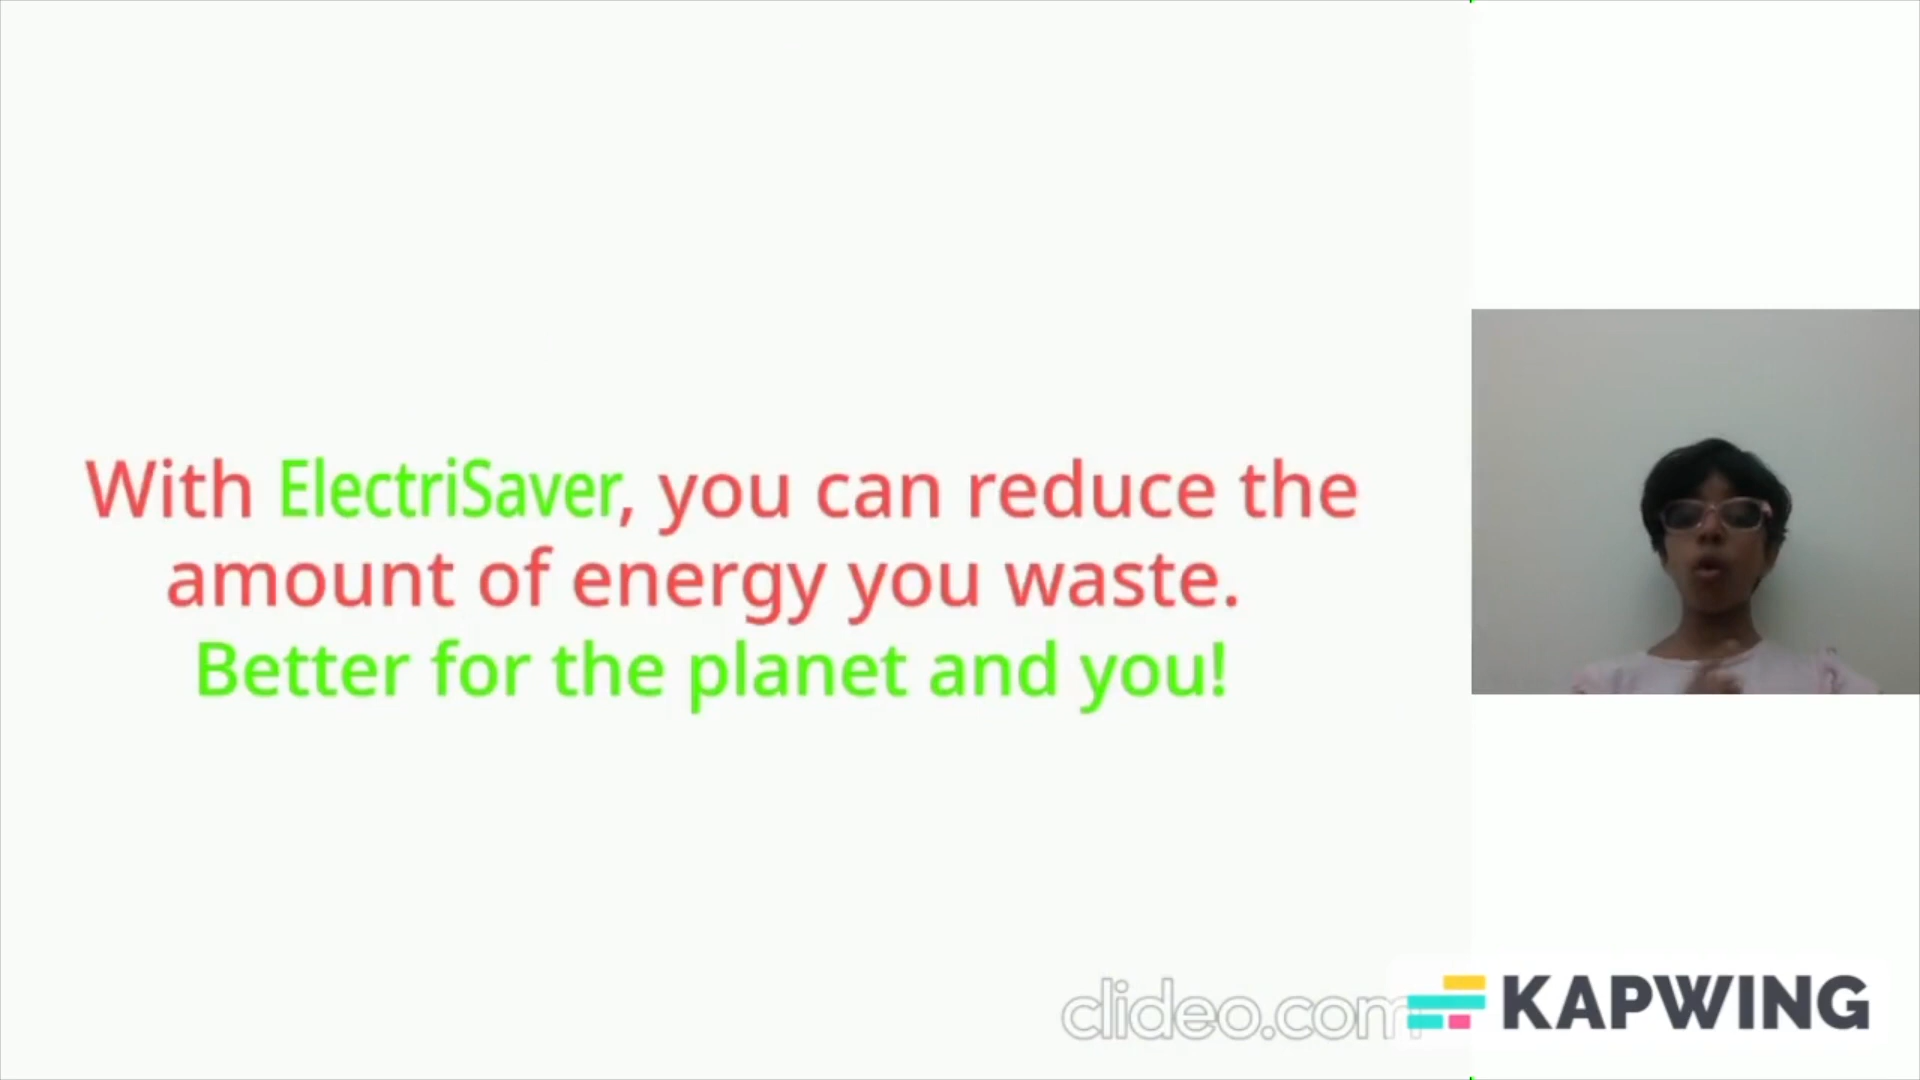 With ElectriSaver, you can reduce the
amount of energy you waste.
Better for the planet and you!
clideo.com
KAPWING